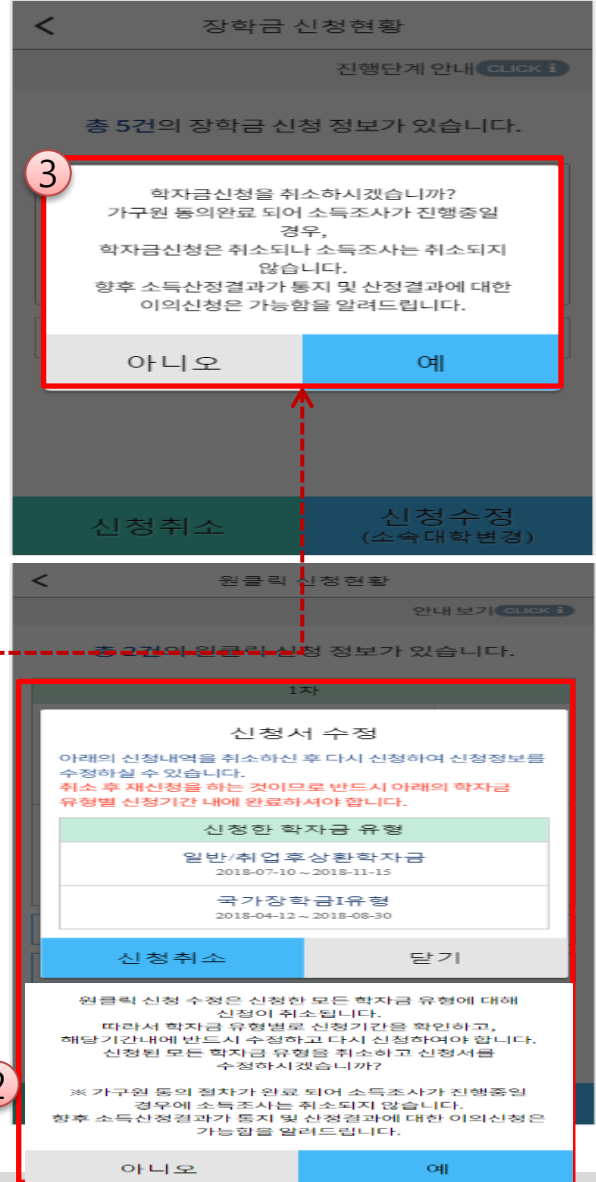 <
장학금 신청현황
진행단계 안내 CLICK i
총 5건의 장학금 신청 정보가 있습니다.
3
학자금신청을 취소하시겠습니까?
가구원 동의완료 되어 소득조사가 진행중일
경우,
학자금신청은 취소되나 소득조사는 취소되지
않습니다.
향후 소득산정결과가 통지 및 산정결과에 대한
이의신청은 가능함을 알려드립니다.
아니오 예
신청취소 신청수정
(소속대학변경)
< 원클릭 신청현황
안내 보기 CLICK i
총 2건의 원클릭 신청 정보가 있습니다.
1차
신청서 수정
아래의 신청내역을 취소하신 후 다시 신청하여 신청정보를
수정하실 수 있습니다.
취소 후 재신청을 하는 것이므로 반드시 아래의 학자금
유형별 신청기간 내에 완료하셔야 합니다.
신청한 학자금 유형
일반/취업후상환학자금
2018-07-10 ~ 2018-11-15
국가장학금I유형
2018-04-12 ~ 2018-08-30
신청취소 닫기
원클릭 신청 수정은 신청한 모든 학자금 유형에 대해
신청이 취소됩니다.
따라서 학자금 유형별로 신청기간을 확인하고,
해당기간내에 반드시 수정하고 다시 신청하여야 합니다.
신청된 모든 학자금 유형을 취소하고 신청서를
수정하시겠습니까?
2
※ 가구원 동의 절차가 완료 되어 소득조사가 진행중일
경우에 소득조사는 취소되지 않습니다.
향후 소득산정결과가 통지 및 산정결과에 대한 이의신청은
가능함을 알려드립니다.
아니오 예